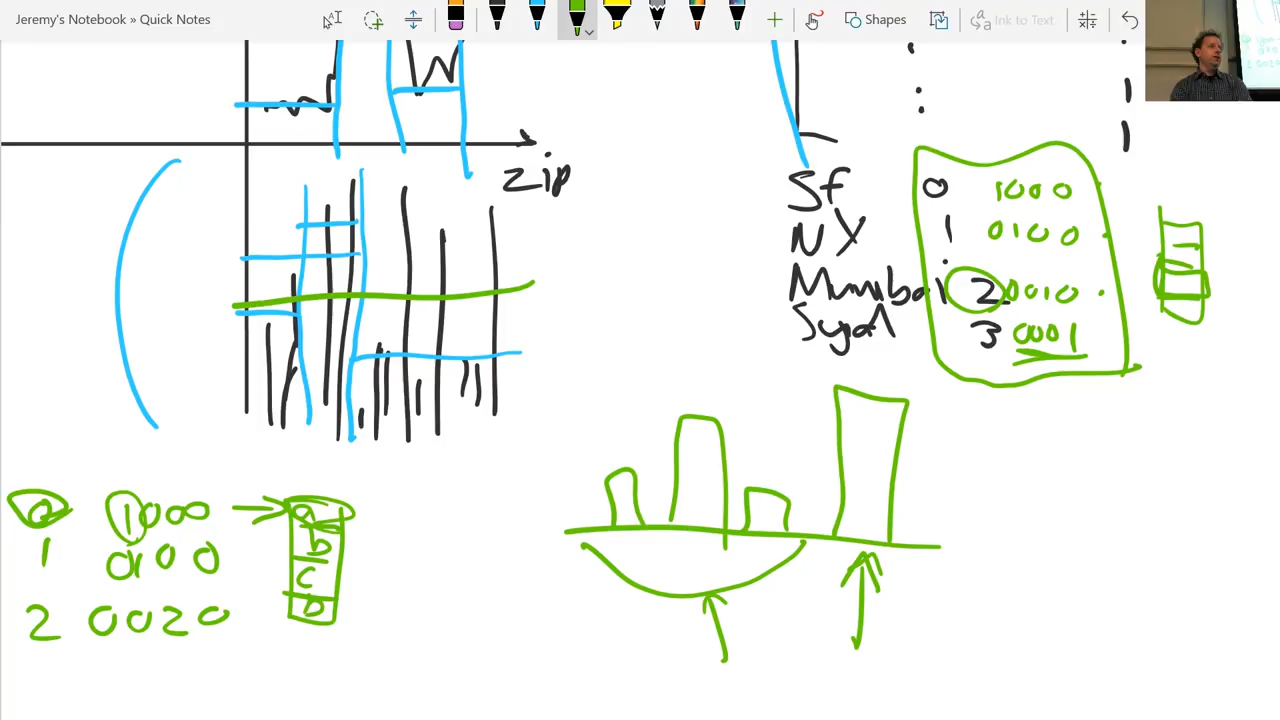 Jeremy's Notebook » Quick Notes
Shapes
Ink to Text
Zip
Sf 0 1000
NY 1 0100
Mumbai 2 0010
3 0001
0 1000 a
1 0100 b
c
2 0020 D